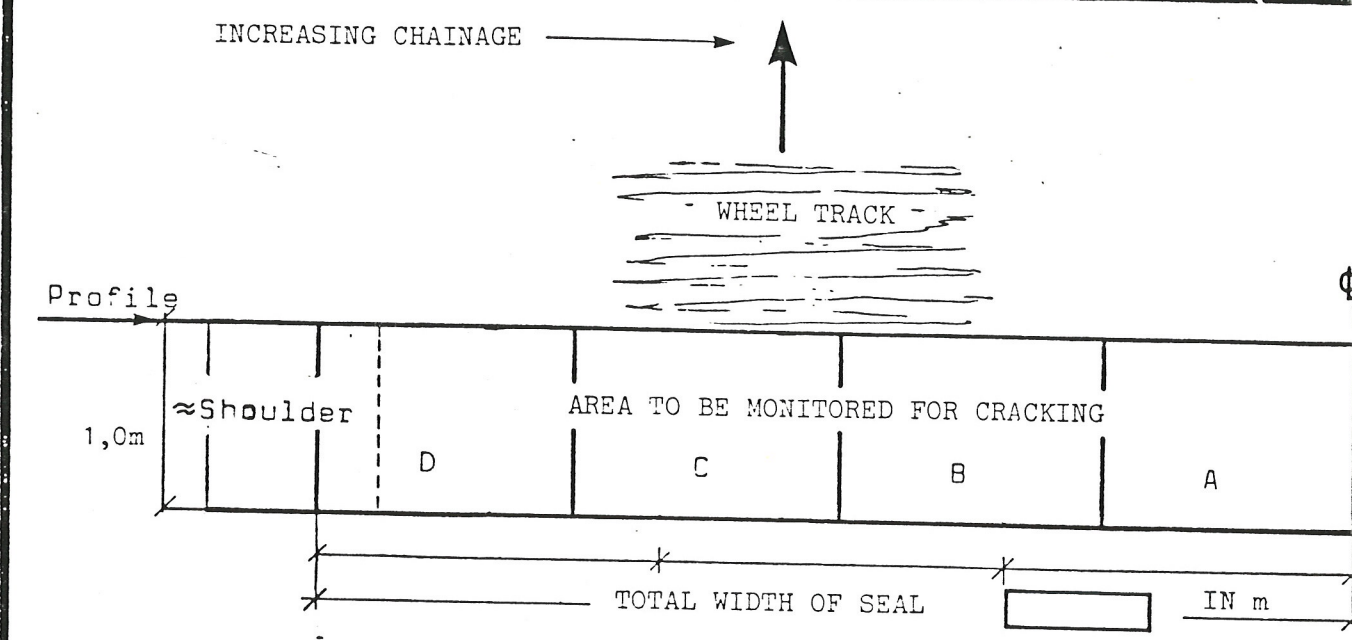 INCREASING CHAINAGE
- WHEEL TRACK -
℄
Profile
≈Shoulder
AREA TO BE MONITORED FOR CRACKING
1,0m
D
C
B
A
TOTAL WIDTH OF SEAL
IN m